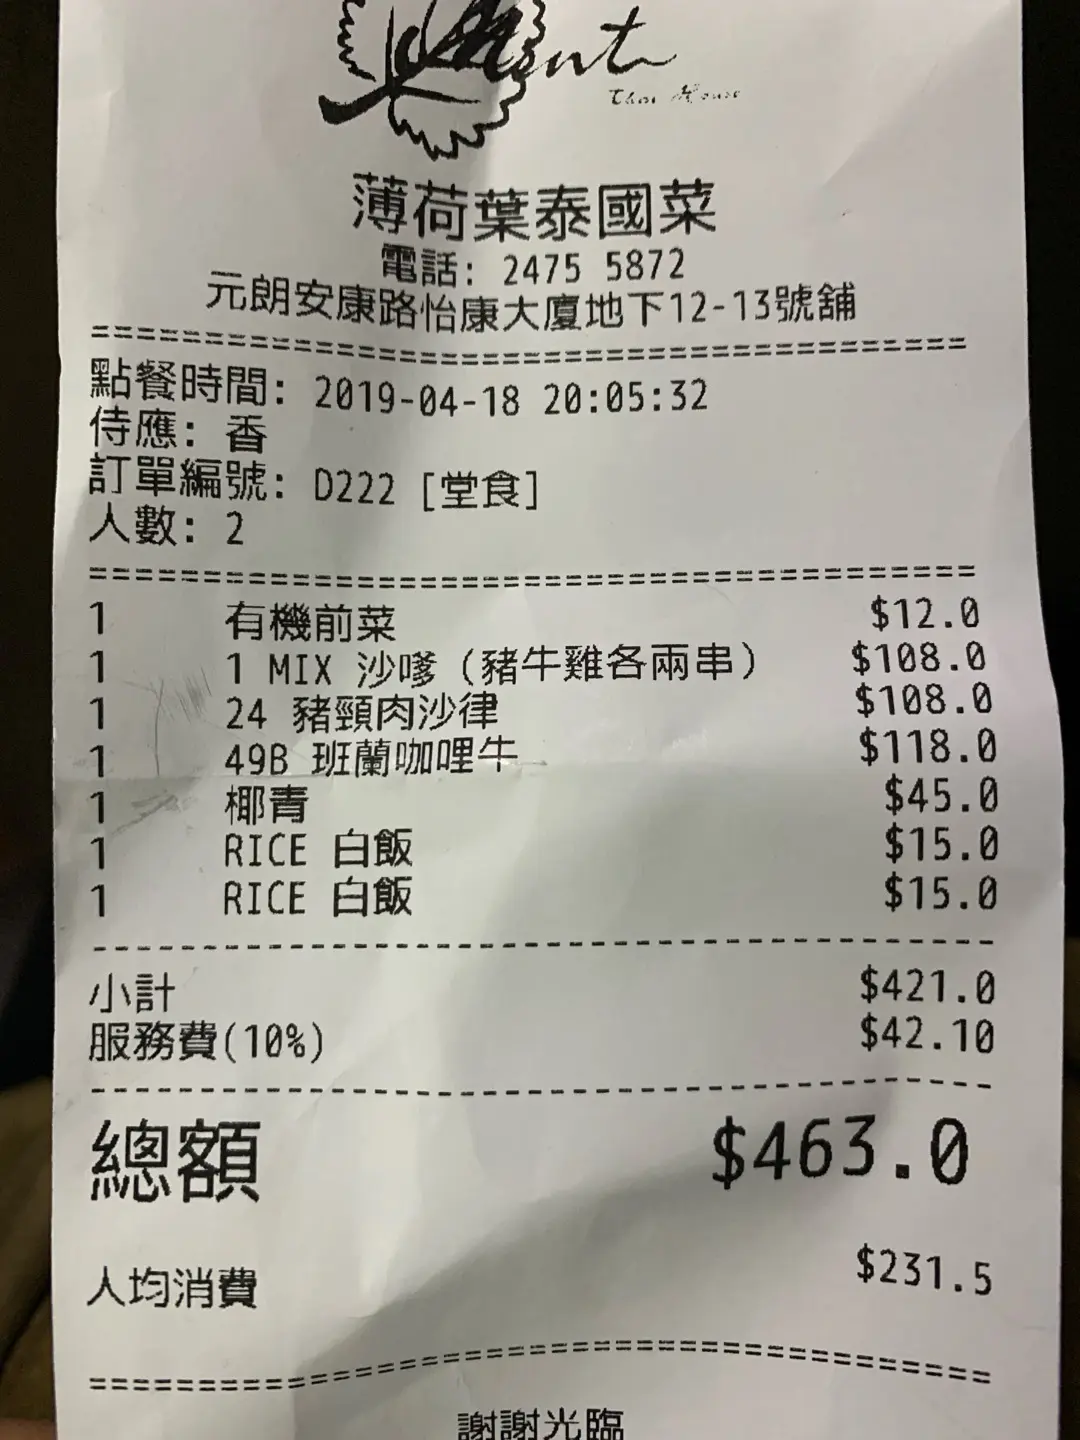 Mint
Thai House
薄荷葉泰國菜
電話: 2475 5872
元朗安康路怡康大廈地下12-13號舖
==========================================
點餐時間: 2019-04-18 20:05:32
侍應: 香
訂單編號: D222 [堂食]
人數: 2
==========================================
1 有機前菜 $12.0
1 1 MIX 沙嗲（豬牛雞各兩串） $108.0
1 24 豬頸肉沙律 $108.0
1 49B 班蘭咖哩牛 $118.0
1 椰青 $45.0
1 RICE 白飯 $15.0
1 RICE 白飯 $15.0
------------------------------------------
小計 $421.0
服務費(10%) $42.10
------------------------------------------
總額 $463.0
人均消費 $231.5
==========================================
謝謝光臨